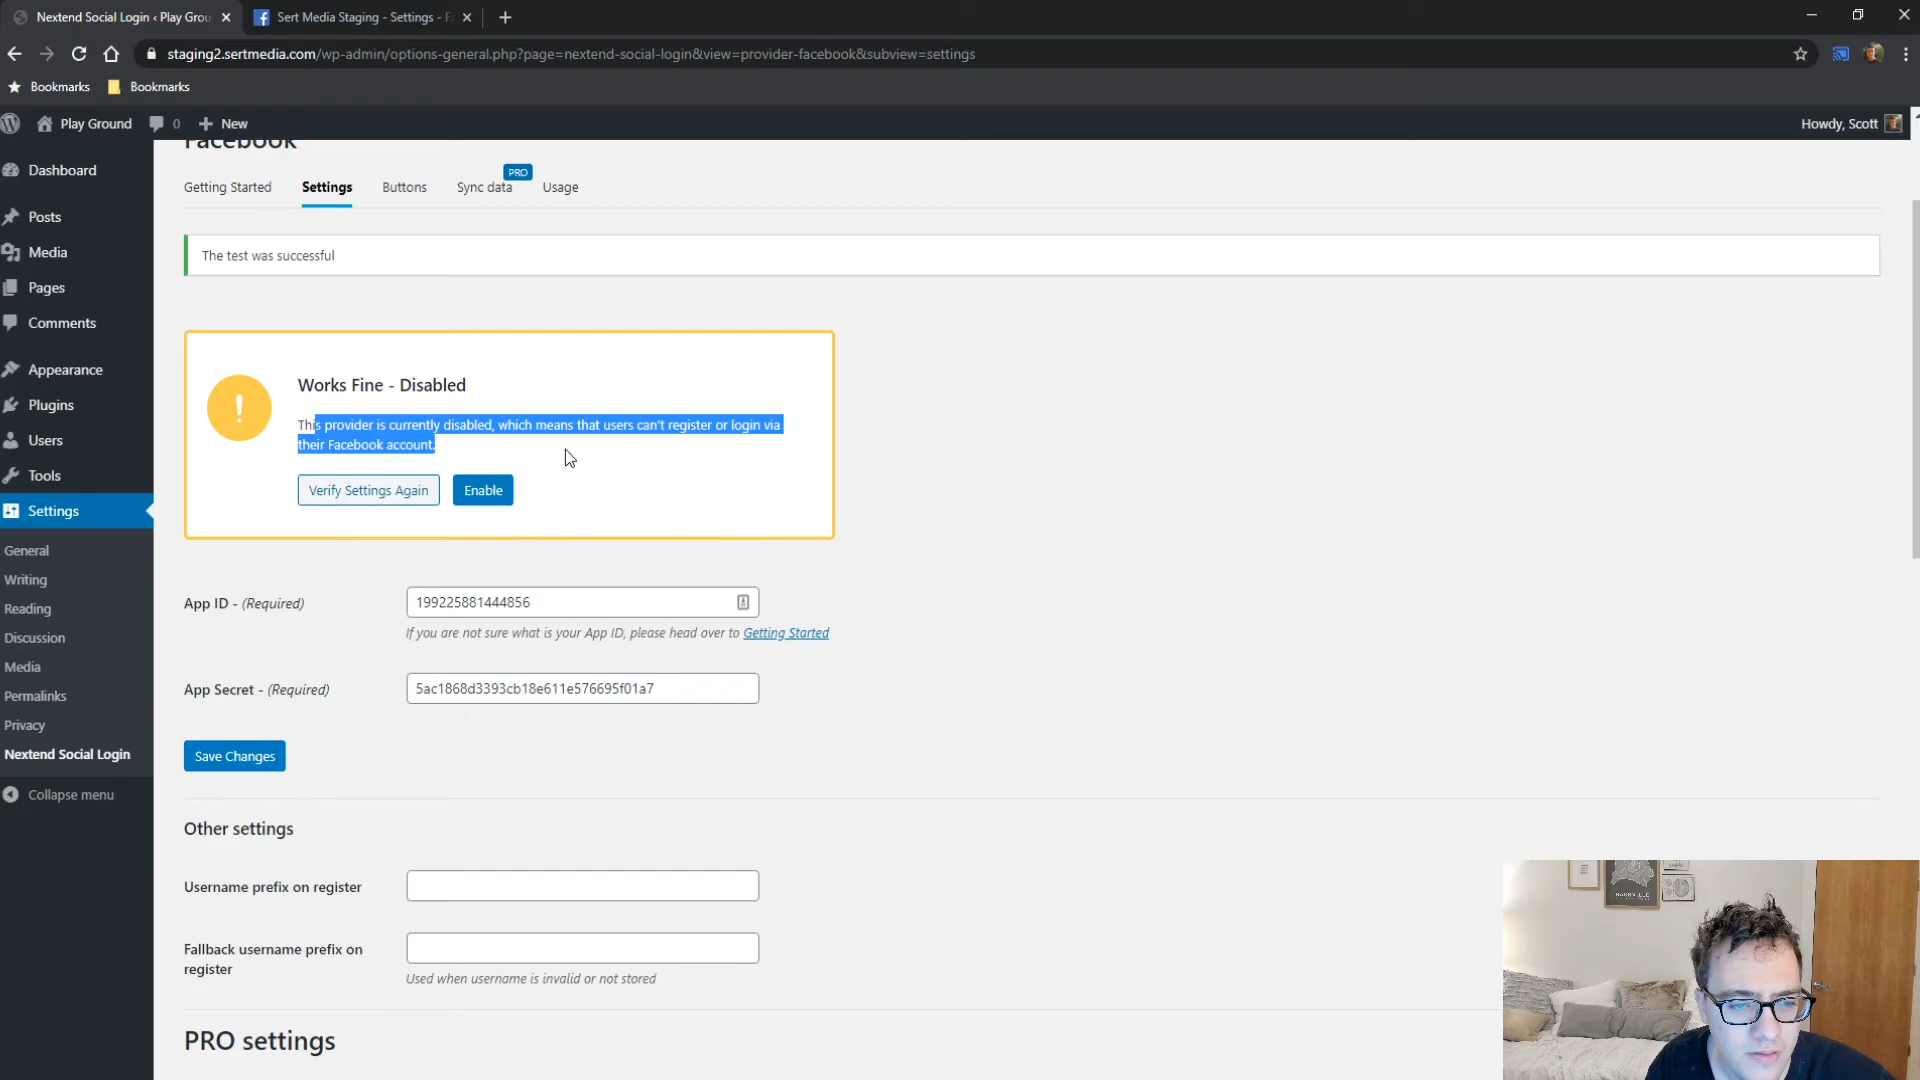 Nextend Social Login ‹ Play Grou
Sert Media Staging - Settings - F
staging2.sertmedia.com/wp-admin/options-general.php?page=nextend-social-login&view=provider-facebook&subview=settings
Bookmarks
Bookmarks
Play Ground
0
New
Howdy, Scott
Dashboard
Posts
Media
Pages
Comments
Appearance
Plugins
Users
Tools
Settings
General
Writing
Reading
Discussion
Media
Permalinks
Privacy
Nextend Social Login
Collapse menu
Facebook
Getting Started
Settings
Buttons
Sync data
PRO
Usage
The test was successful
Works Fine - Disabled
This provider is currently disabled, which means that users can't register or login via
their Facebook account.
Verify Settings Again
Enable
App ID - (Required)
199225881444856
If you are not sure what is your App ID, please head over to Getting Started
App Secret - (Required)
5ac1868d3393cb18e611e576695f01a7
Save Changes
Other settings
Username prefix on register
Fallback username prefix on
register
Used when username is invalid or not stored
PRO settings